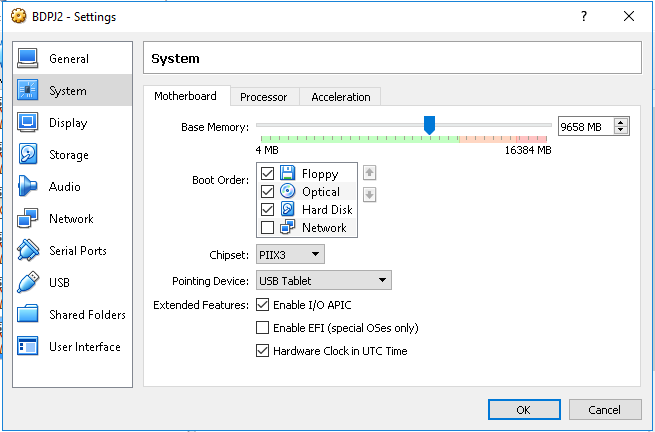 BDPJ2 - Settings
General
System
Display
Storage
Audio
Network
Serial Ports
USB
Shared Folders
User Interface
System
Motherboard Processor Acceleration
Base Memory: 9658 MB
4 MB 16384 MB
Boot Order:
Floppy
Optical
Hard Disk
Network
Chipset: PIIX3
Pointing Device: USB Tablet
Extended Features: Enable I/O APIC
Enable EFI (special OSes only)
Hardware Clock in UTC Time
OK Cancel